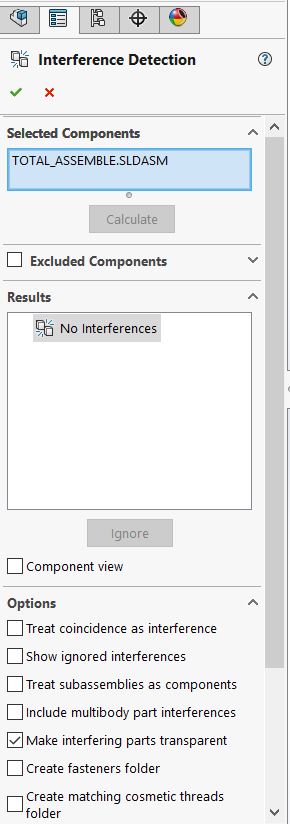 Interference Detection
Selected Components
TOTAL_ASSEMBLE.SLDASM
Calculate
Excluded Components
Results
No Interferences
Ignore
Component view
Options
Treat coincidence as interference
Show ignored interferences
Treat subassemblies as components
Include multibody part interferences
Make interfering parts transparent
Create fasteners folder
Create matching cosmetic threads
folder